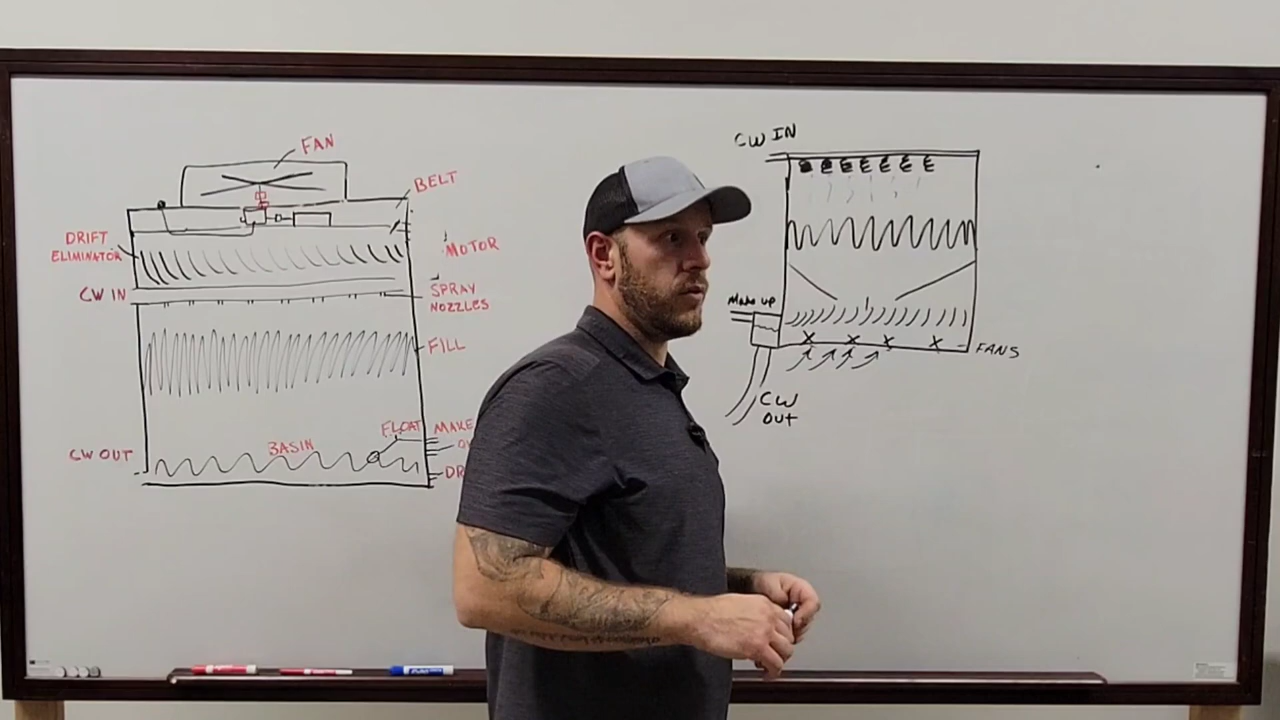 FAN
BELT
DRIFT
ELIMINATOR
MOTOR
CW IN
SPRAY
NOZZLES
FILL
FLOAT
MAKE
BASIN
CW OUT
CW IN
Make up
FANS
CW
OUT